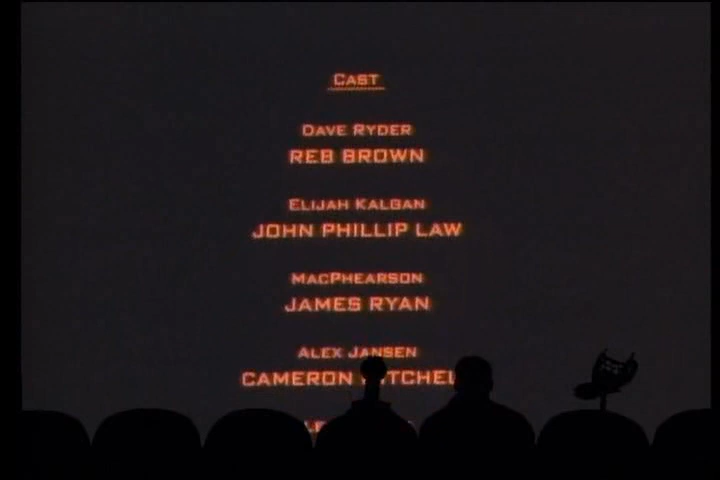 CAST
DAVE RYDER
REB BROWN
ELIJAH KALGAN
JOHN PHILLIP LAW
MACPHEARSON
JAMES RYAN
ALEX JANSEN
CAMERON